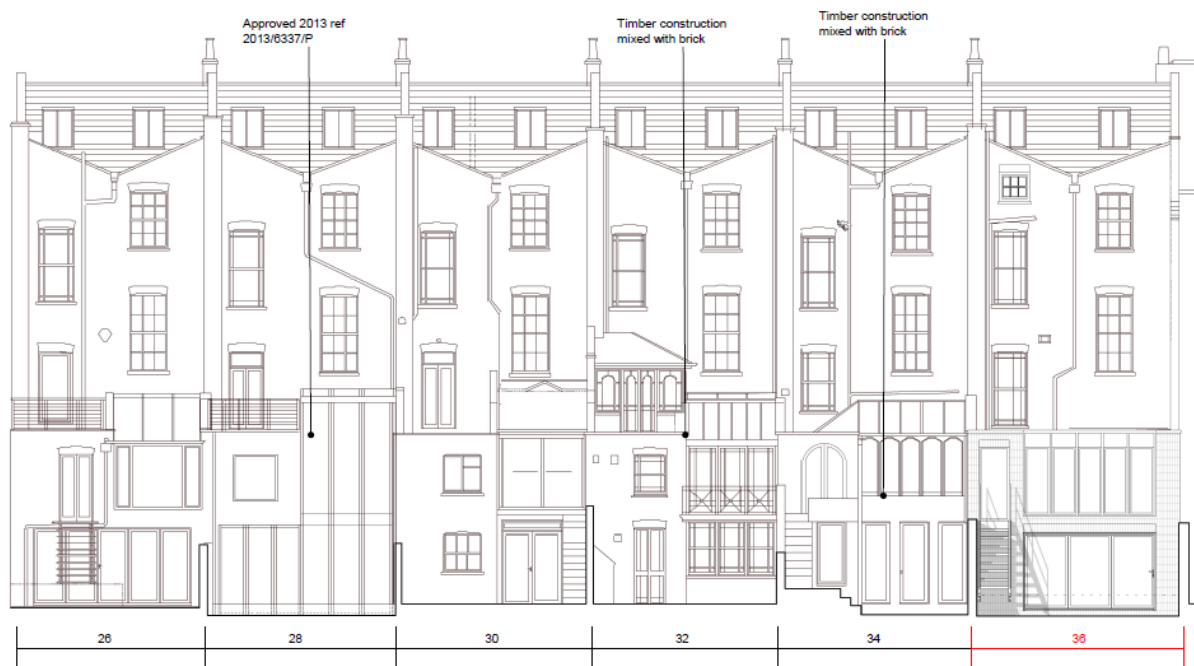 Approved 2013 ref
2013/6337/P
Timber construction
mixed with brick
Timber construction
mixed with brick
26 28 30 32 34 36